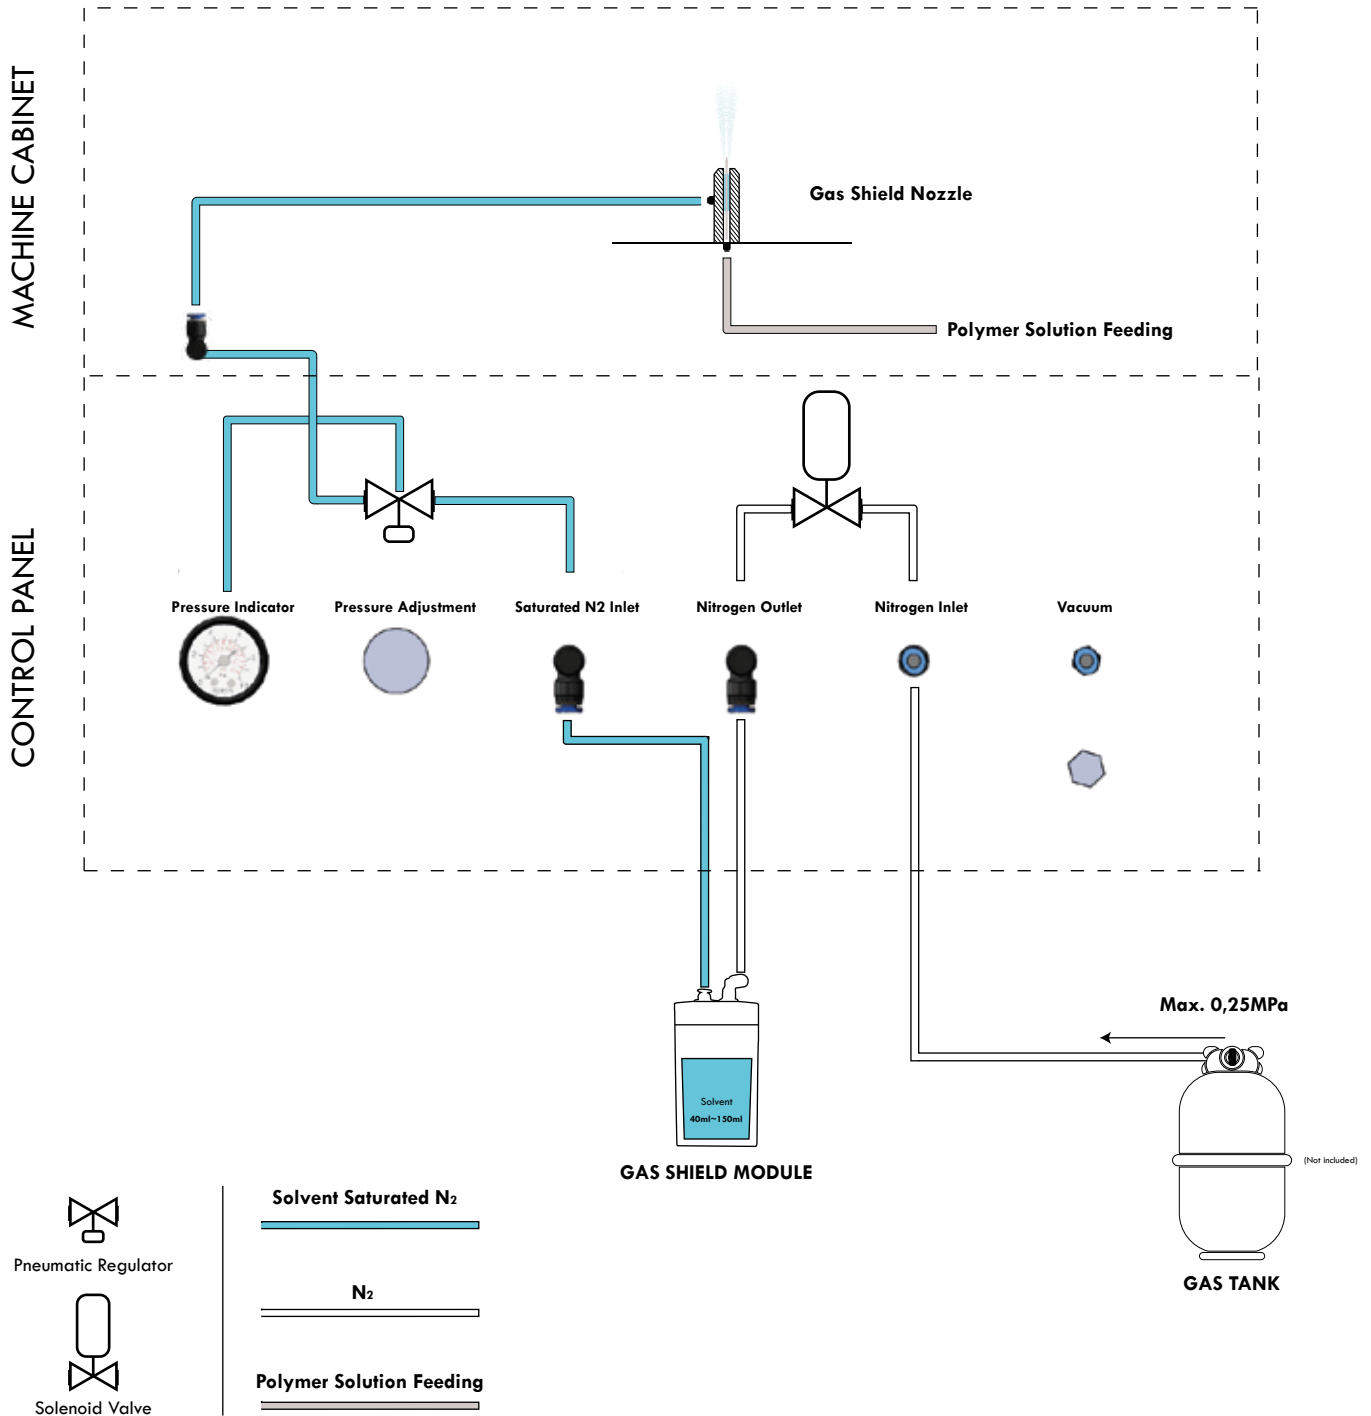 MACHINE CABINET
Gas Shield Nozzle
Polymer Solution Feeding
CONTROL PANEL
Pressure Indicator
Pressure Adjustment
Saturated N2 Inlet
Nitrogen Outlet
Nitrogen Inlet
Vacuum
Max. 0,25MPa
Solvent
40ml~150ml
(Not included)
GAS SHIELD MODULE
GAS TANK
Solvent Saturated N2
Pneumatic Regulator
N2
Polymer Solution Feeding
Solenoid Valve